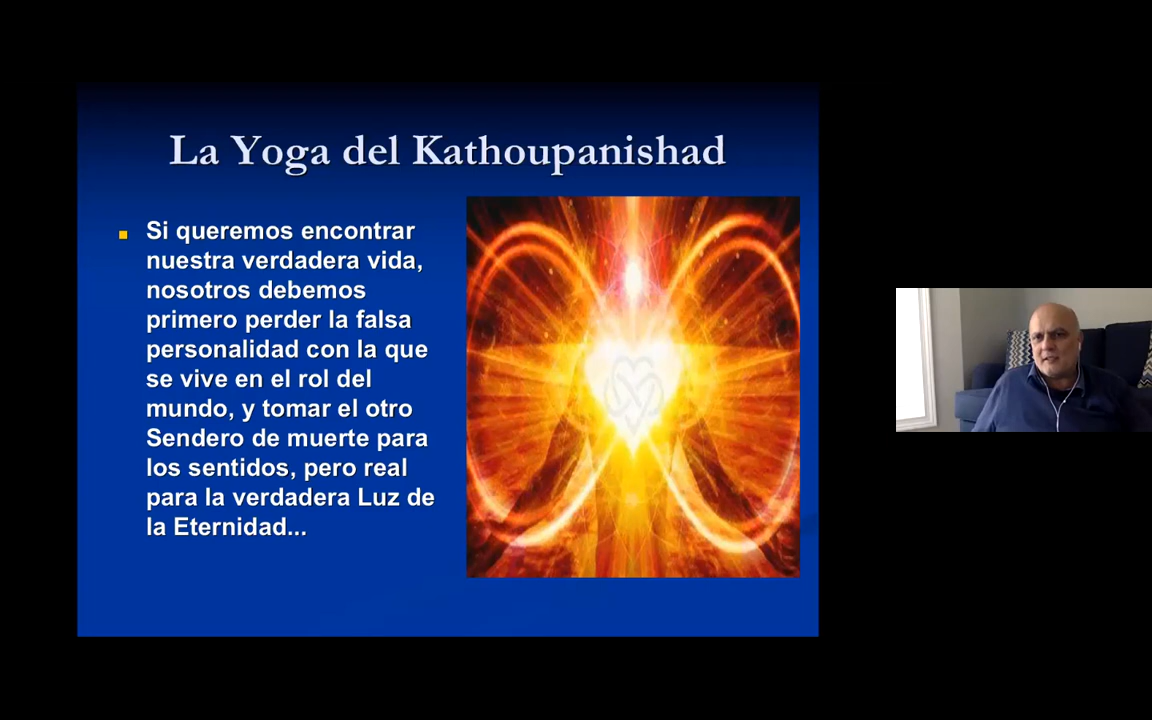 La Yoga del Kathoupanishad
Si queremos encontrar
nuestra verdadera vida,
nosotros debemos
primero perder la falsa
personalidad con la que
se vive en el rol del
mundo, y tomar el otro
Sendero de muerte para
los sentidos, pero real
para la verdadera Luz de
la Eternidad...